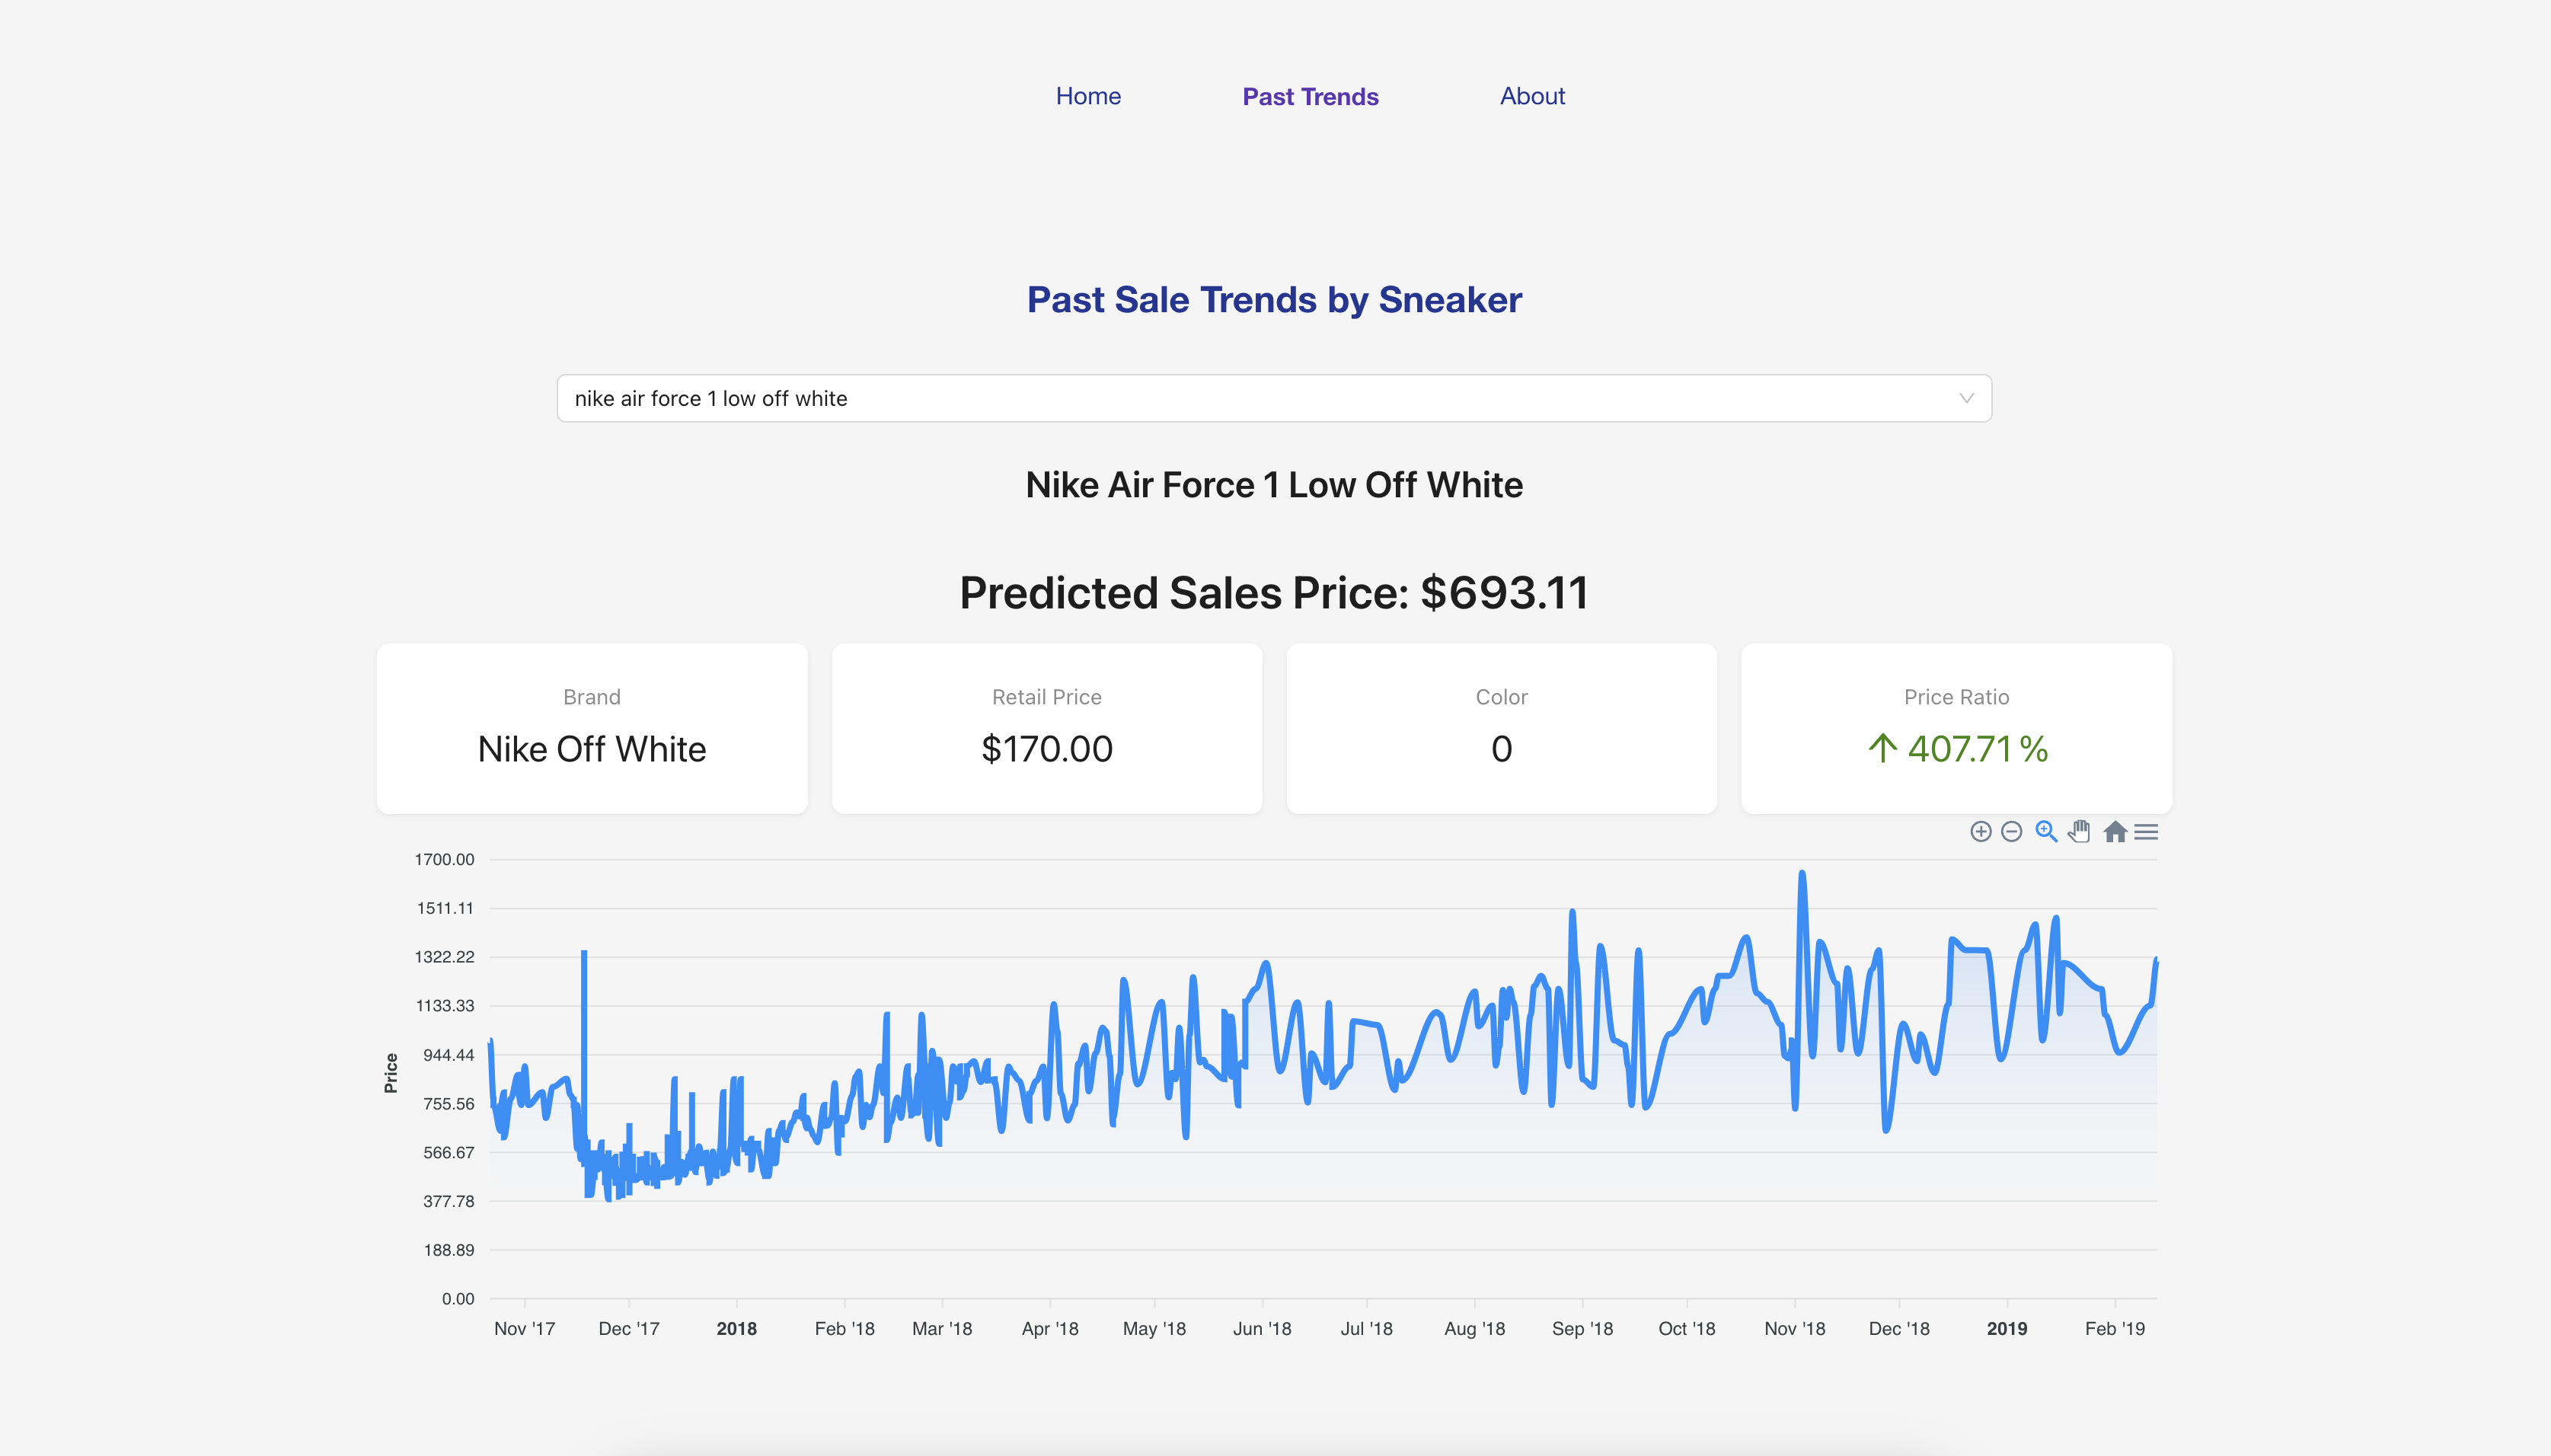 Home Past Trends About
Past Sale Trends by Sneaker
nike air force 1 low off white
Nike Air Force 1 Low Off White
Predicted Sales Price: $693.11
Brand Retail Price Color Price Ratio
Nike Off White $170.00 0 407.71%
1700.00
1511.11
1322.22
1133.33
944.44
755.56
566.67
377.78
188.89
0.00
Price
Nov '17 Dec '17 2018 Feb '18 Mar '18 Apr '18 May '18 Jun '18 Jul '18 Aug '18 Sep '18 Oct '18 Nov '18 Dec '18 2019 Feb '19